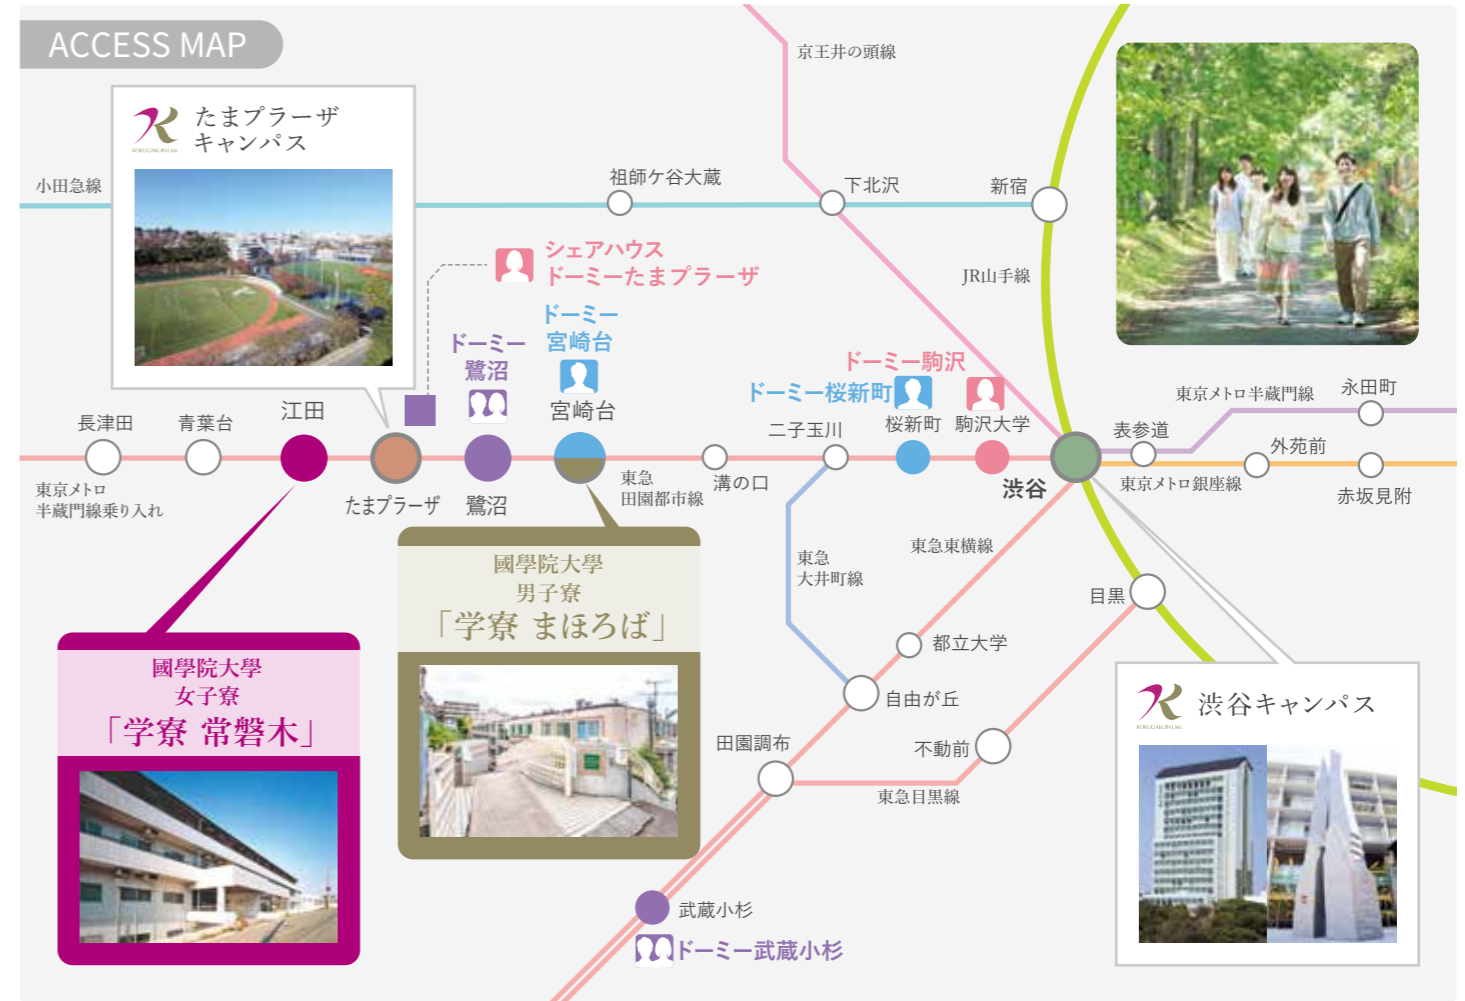 ACCESS MAP
京王井の頭線
たまプラーザ
キャンパス
KOKUGAKUIN Univ.
小田急線
祖師ケ谷大蔵
下北沢
新宿
JR山手線
シェアハウス
ドーミーたまプラーザ
ドーミー
宮崎台
ドーミー
鷺沼
宮崎台
ドーミー駒沢
ドーミー桜新町
東京メトロ半蔵門線
永田町
長津田
青葉台
江田
二子玉川
桜新町
駒沢大学
表参道
外苑前
東京メトロ
半蔵門線乗り入れ
たまプラーザ
鷺沼
東急
田園都市線
溝の口
渋谷
東京メトロ銀座線
赤坂見附
國學院大學
男子寮
「学寮 まほろば」
東急
大井町線
東急東横線
目黒
都立大学
自由が丘
國學院大學
女子寮
「学寮 常磐木」
田園調布
不動前
東急目黒線
渋谷キャンパス
KOKUGAKUIN Univ.
武蔵小杉
ドーミー武蔵小杉